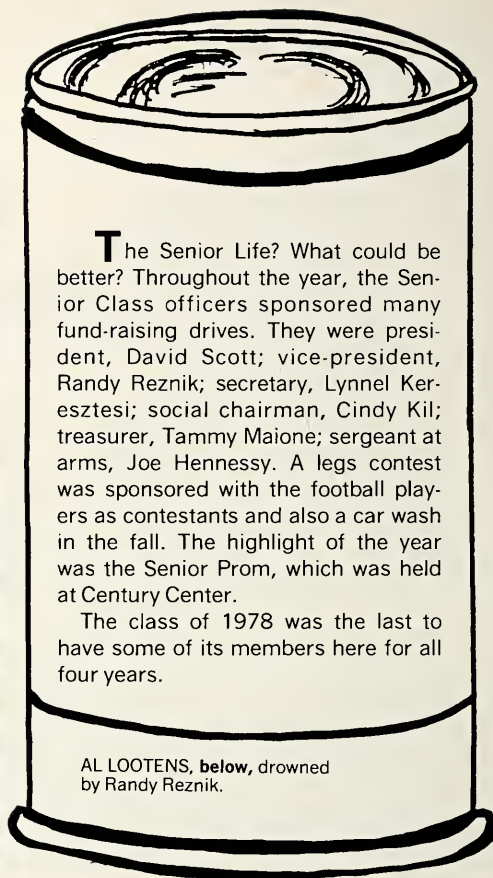 The Senior Life? What could be
better? Throughout the year, the Sen-
ior Class officers sponsored many
fund-raising drives. They were presi-
dent, David Scott; vice-president,
Randy Reznik; secretary, Lynnel Ker-
esztesi; social chairman, Cindy Kil;
treasurer, Tammy Maione; sergeant at
arms, Joe Hennessy. A legs contest
was sponsored with the football play-
ers as contestants and also a car wash
in the fall. The highlight of the year
was the Senior Prom, which was held
at Century Center.
The class of 1978 was the last to
have some of its members here for all
four years.
AL LOOTENS, below, drowned
by Randy Reznik.